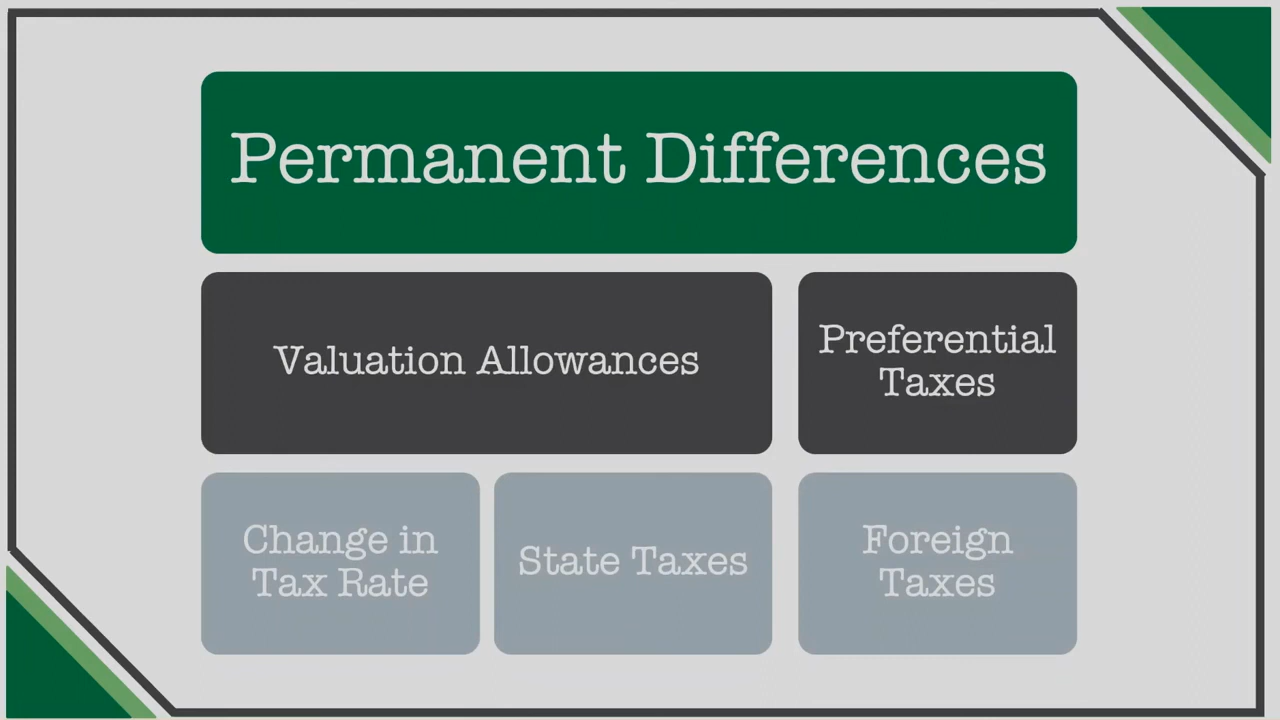 Permanent Differences
Valuation Allowances
Preferential
Taxes
Change in
Tax Rate
State Taxes
Foreign
Taxes